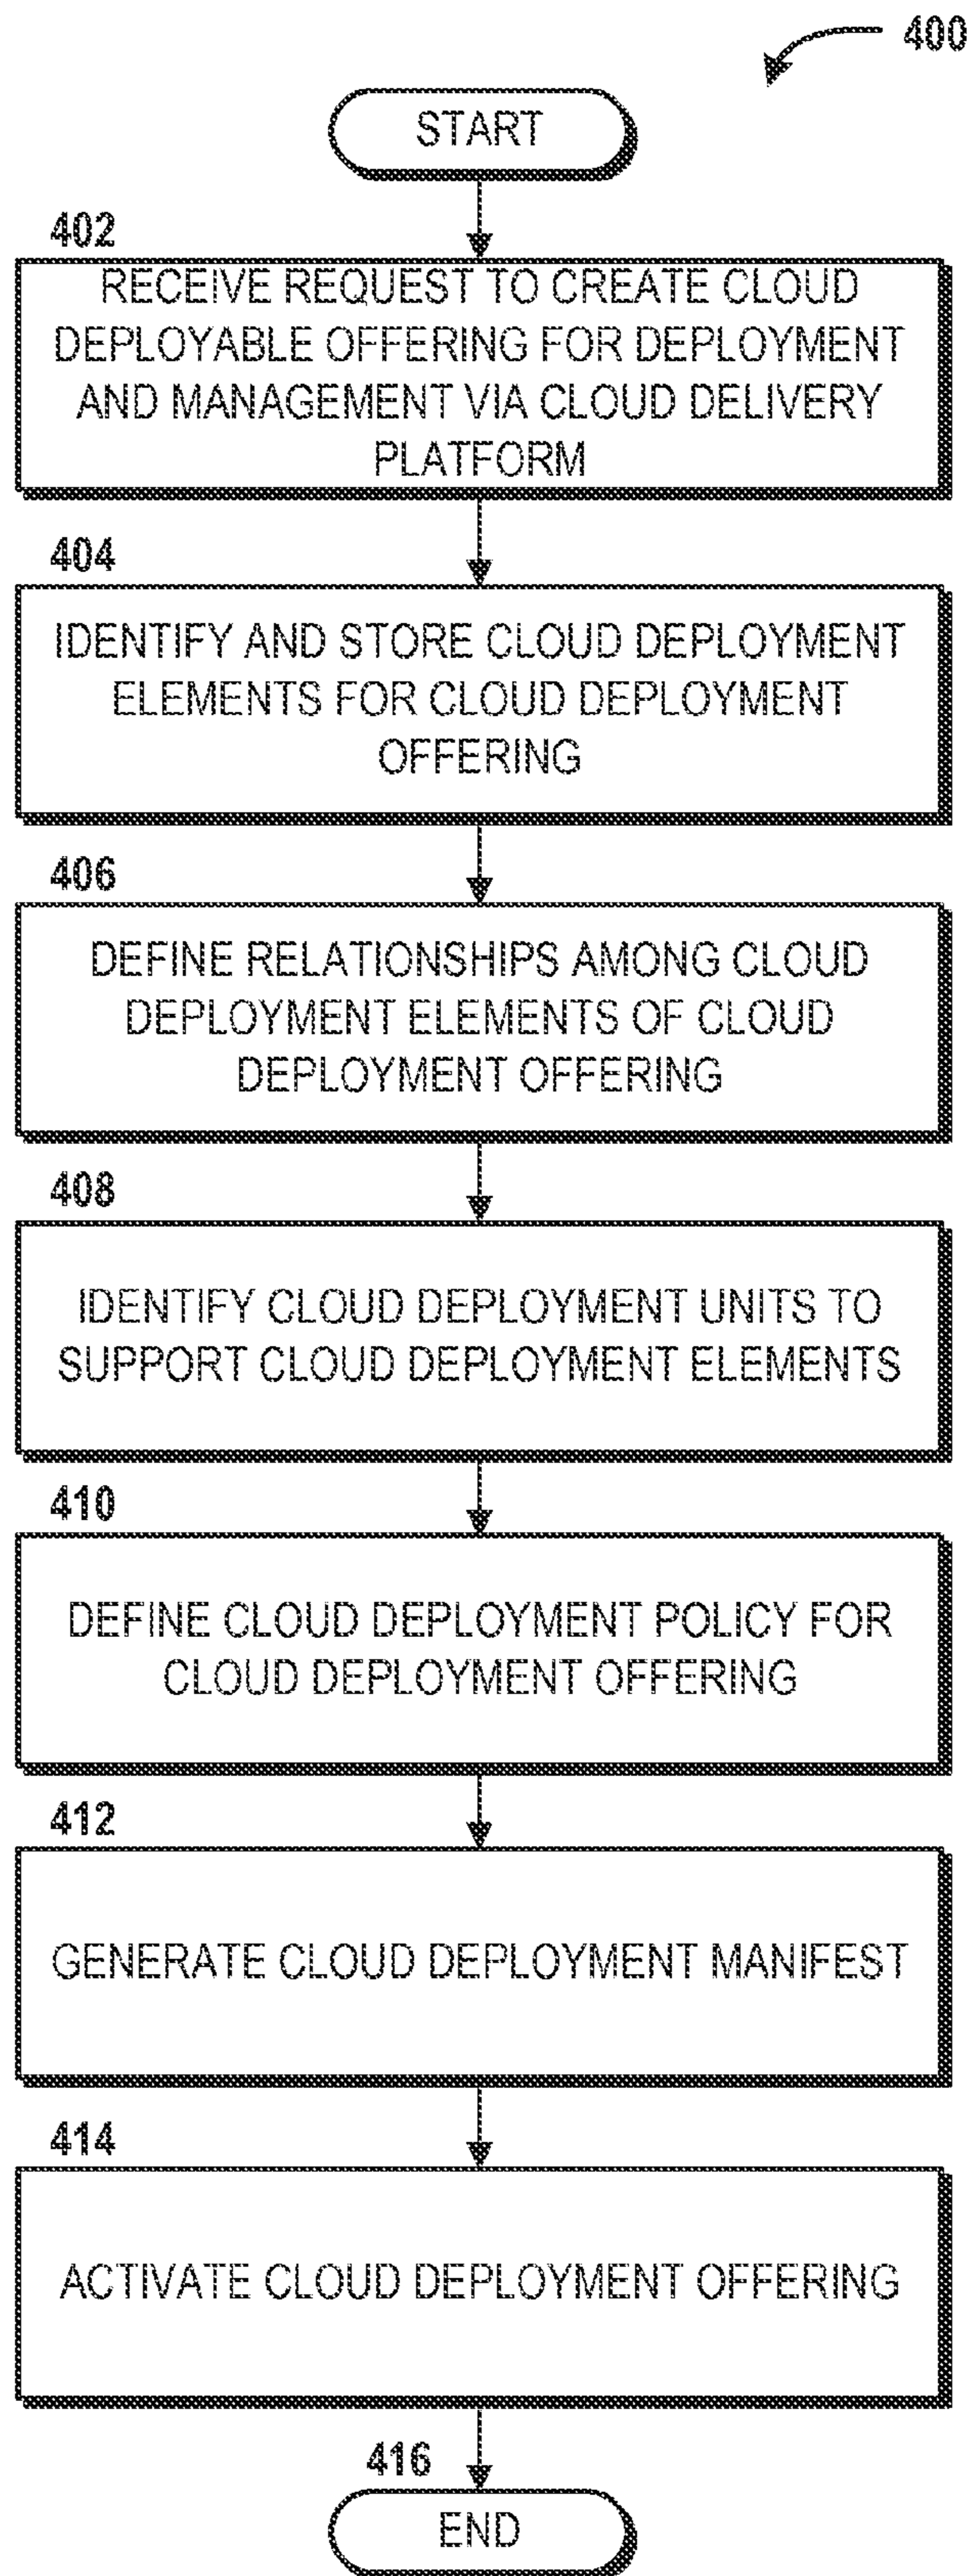 400
START
402
RECEIVE REQUEST TO CREATE CLOUD
DEPLOYABLE OFFERING FOR DEPLOYMENT
AND MANAGEMENT VIA CLOUD DELIVERY
PLATFORM
404
IDENTIFY AND STORE CLOUD DEPLOYMENT
ELEMENTS FOR CLOUD DEPLOYMENT
OFFERING
406
DEFINE RELATIONSHIPS AMONG CLOUD
DEPLOYMENT ELEMENTS OF CLOUD
DEPLOYMENT OFFERING
408
IDENTIFY CLOUD DEPLOYMENT UNITS TO
SUPPORT CLOUD DEPLOYMENT ELEMENTS
410
DEFINE CLOUD DEPLOYMENT POLICY FOR
CLOUD DEPLOYMENT OFFERING
412
GENERATE CLOUD DEPLOYMENT MANIFEST
414
ACTIVATE CLOUD DEPLOYMENT OFFERING
416
END